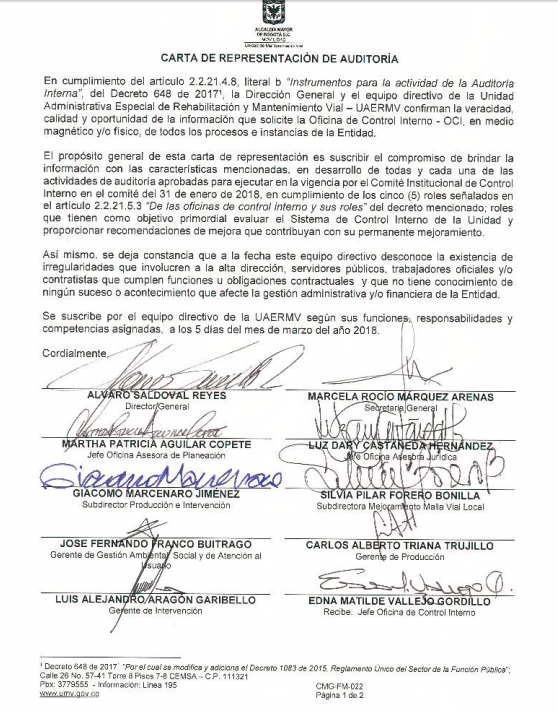 ALCALDÍA MAYOR
DE BOGOTÁ D.C.
MOVILIDAD
Unidad de Mantenimiento Vial
CARTA DE REPRESENTACIÓN DE AUDITORÍA
En cumplimiento del artículo 2.2.21.4.8, literal b “Instrumentos para la actividad de la Auditoría
Interna”, del Decreto 648 de 2017¹, la Dirección General y el equipo directivo de la Unidad
Administrativa Especial de Rehabilitación y Mantenimiento Vial – UAERMV confirman la veracidad,
calidad y oportunidad de la información que solicite la Oficina de Control Interno - OCI, en medio
magnético y/o físico, de todos los procesos e instancias de la Entidad.
El propósito general de esta carta de representación es suscribir el compromiso de brindar la
información con las características mencionadas, en desarrollo de todas y cada una de las
actividades de auditoría aprobadas para ejecutar en la vigencia por el Comité Institucional de Control
Interno en el comité del 31 de enero de 2018, en cumplimiento de los cinco (5) roles señalados en
el artículo 2.2.21.5.3 “De las oficinas de control interno y sus roles” del decreto mencionado; roles
que tienen como objetivo primordial evaluar el Sistema de Control Interno de la Unidad y
proporcionar recomendaciones de mejora que contribuyan con su permanente mejoramiento.
Así mismo, se deja constancia que a la fecha este equipo directivo desconoce la existencia de
irregularidades que involucren a la alta dirección, servidores públicos, trabajadores oficiales y/o
contratistas que cumplen funciones u obligaciones contractuales y que no tiene conocimiento de
ningún suceso o acontecimiento que afecte la gestión administrativa y/o financiera de la Entidad.
Se suscribe por el equipo directivo de la UAERMV según sus funciones, responsabilidades y
competencias asignadas, a los 5 días del mes de marzo del año 2018.
Cordialmente,
ALVARO SALDOVAL REYES
Director General
MARCELA ROCÍO MÁRQUEZ ARENAS
Secretaria General
MARTHA PATRICIA AGUILAR COPETE
Jefe Oficina Asesora de Planeación
LUZ DARY CASTAÑEDA HERNÁNDEZ
Jefe Oficina Asesora Jurídica
GIACOMO MARCENARO JIMÉNEZ
Subdirector Producción e Intervención
SILVIA PILAR FORERO BONILLA
Subdirectora Mejoramiento Malla Vial Local
JOSE FERNANDO FRANCO BUITRAGO
Gerente de Gestión Ambiental Social y de Atención al
Usuario
CARLOS ALBERTO TRIANA TRUJILLO
Gerente de Producción
LUIS ALEJANDRO ARAGÓN GARIBELLO
Gerente de Intervención
EDNA MATILDE VALLEJO GORDILLO
Recibe. Jefe Oficina de Control Interno
¹ Decreto 648 de 2017 “Por el cual se modifica y adiciona el Decreto 1083 de 2015, Reglamento Único del Sector de la Función Pública”;
Calle 26 No. 57-41 Torre 8 Pisos 7-8 CEMSA – C.P. 111321
Pbx: 3779555 - Información: Línea 195
www.umv.gov.co
CMG-FM-022
Página 1 de 2